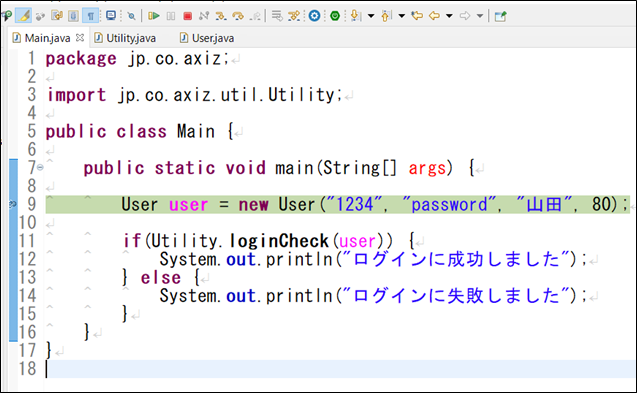 Main.java Utility.java User.java
1 package jp.co.axiz;
2
3 import jp.co.axiz.util.Utility;
4
5 public class Main {
6
7 public static void main(String[] args) {
8
9 User user = new User("1234", "password", "山田", 80);
10
11 if(Utility.loginCheck(user)) {
12 System.out.println("ログインに成功しました");
13 } else {
14 System.out.println("ログインに失敗しました");
15 }
16 }
17 }
18